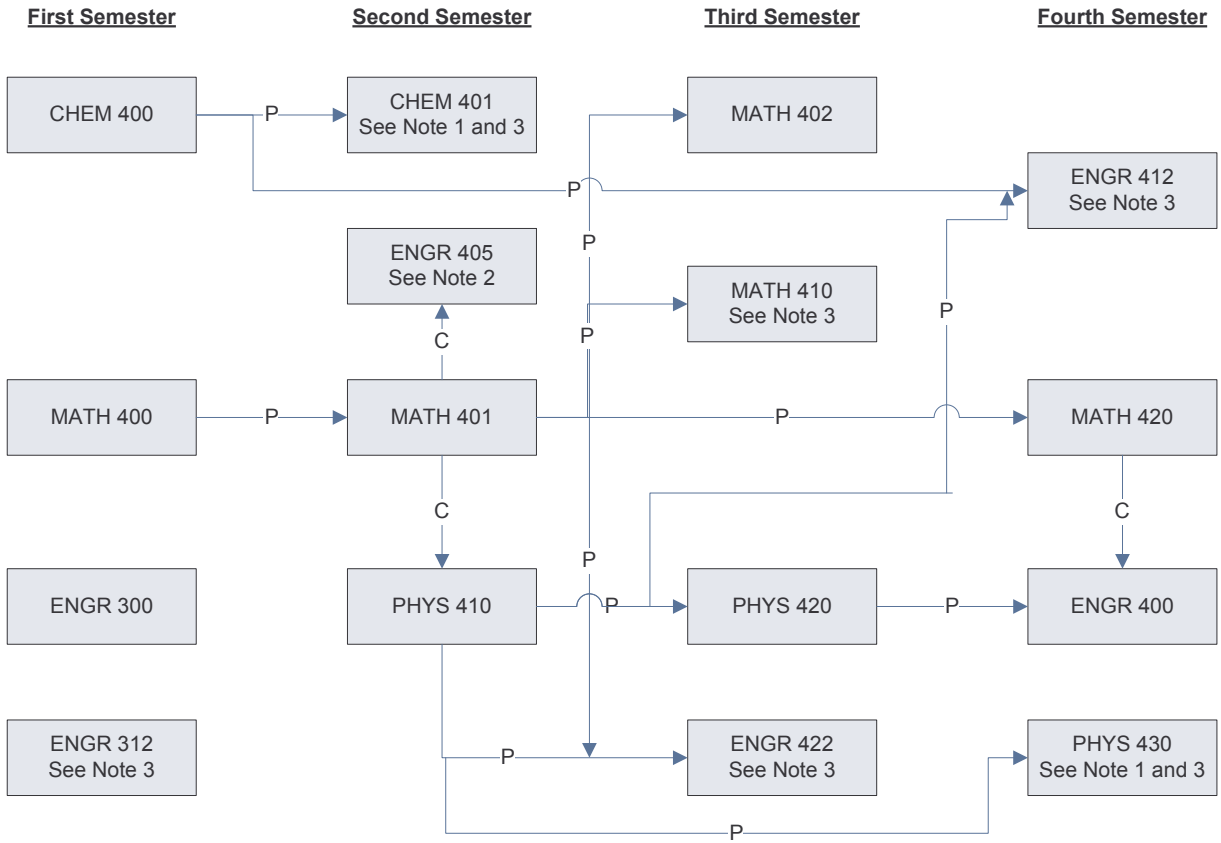 First Semester
Second Semester
Third Semester
Fourth Semester
CHEM 400
P
CHEM 401
See Note 1 and 3
MATH 402
P
ENGR 412
See Note 3
ENGR 405
See Note 2
P
MATH 410
See Note 3
P
C
P
MATH 400
P
MATH 401
P
MATH 420
C
C
P
ENGR 300
PHYS 410
P
PHYS 420
P
ENGR 400
ENGR 312
See Note 3
P
ENGR 422
See Note 3
PHYS 430
See Note 1 and 3
P